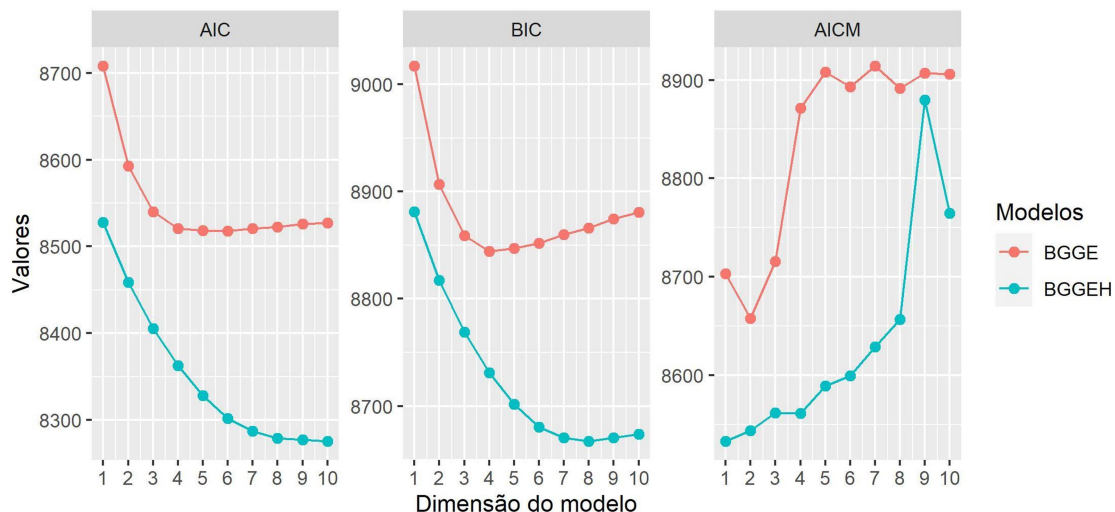 AIC
BIC
AICM
Valores
8700
8600
8500
8400
8300
9000
8900
8800
8700
8900
8800
8700
8600
1 2 3 4 5 6 7 8 9 10
1 2 3 4 5 6 7 8 9 10
1 2 3 4 5 6 7 8 9 10
Dimensão do modelo
Modelos
BGGE
BGGEH